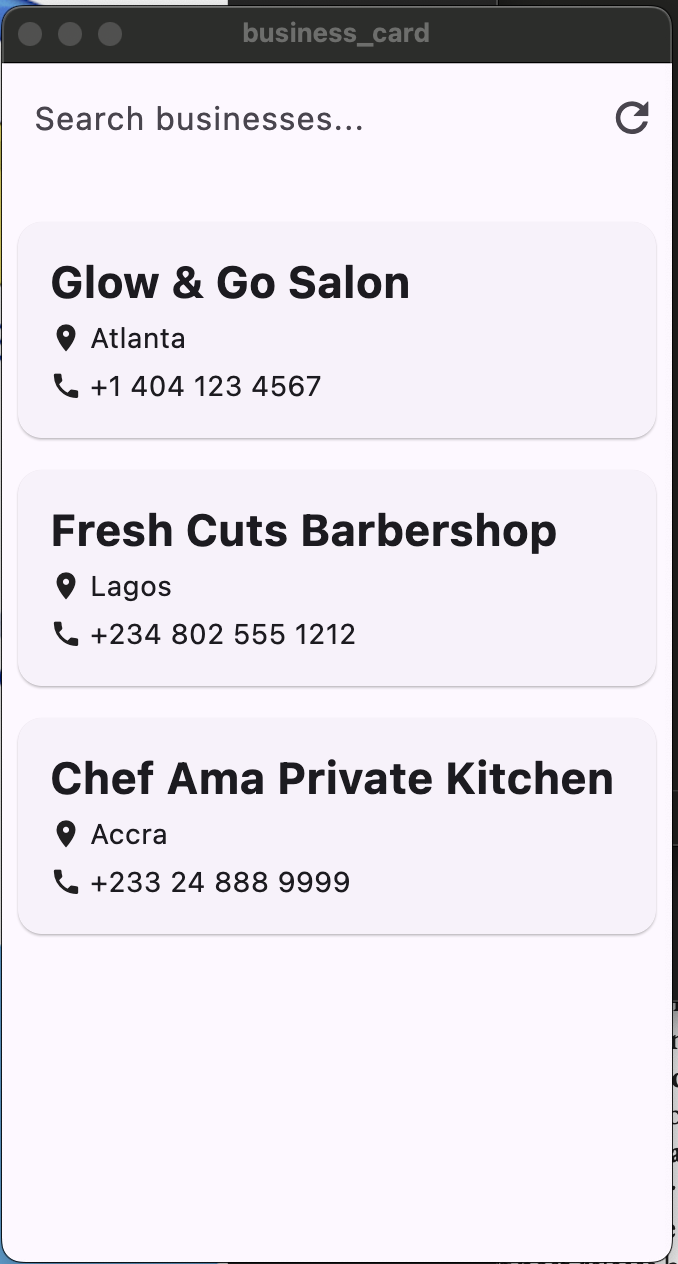 business_card
Search businesses...
Glow & Go Salon
Atlanta
+1 404 123 4567
Fresh Cuts Barbershop
Lagos
+234 802 555 1212
Chef Ama Private Kitchen
Accra
+233 24 888 9999